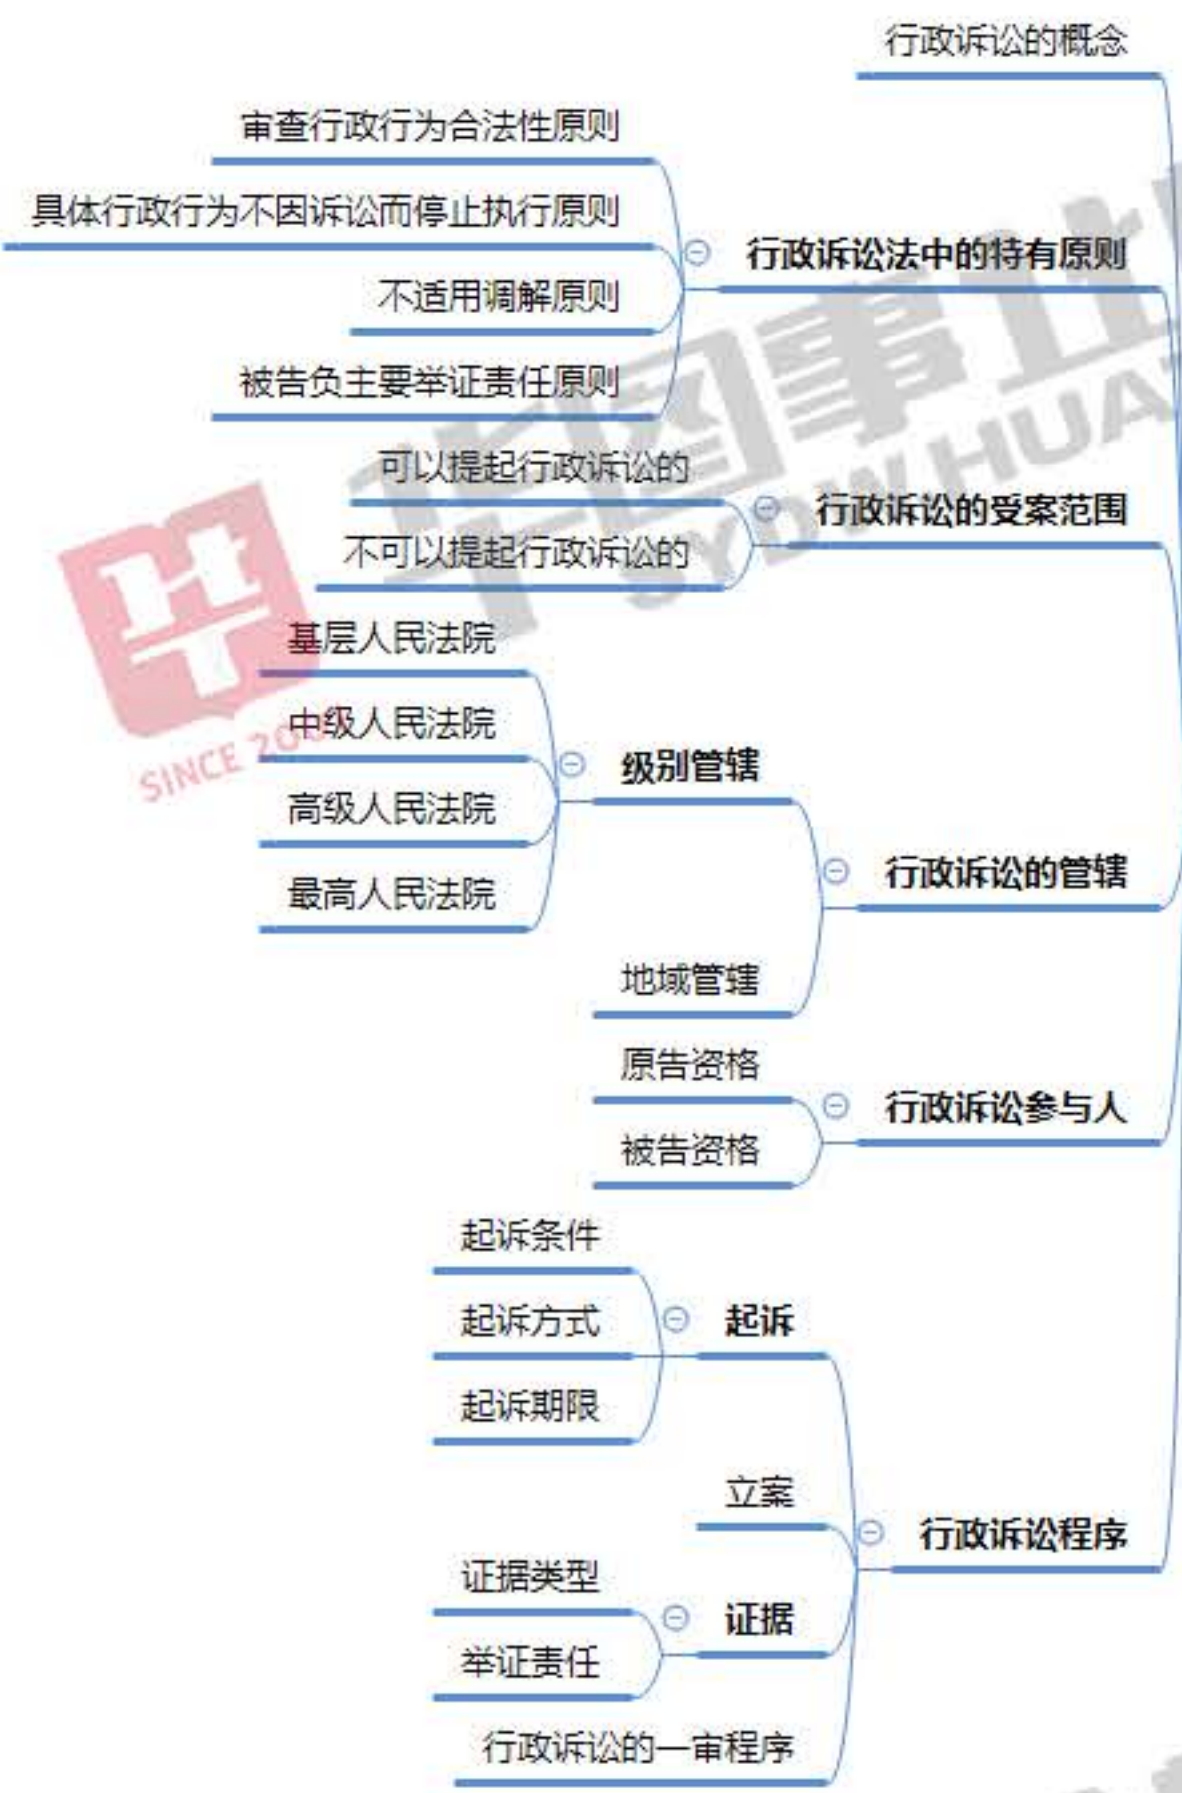 行政诉讼的概念
审查行政行为合法性原则
具体行政行为不因诉讼而停止执行原则
不适用调解原则
被告负主要举证责任原则
行政诉讼法中的特有原则
可以提起行政诉讼的
不可以提起行政诉讼的
行政诉讼的受案范围
基层人民法院
中级人民法院
高级人民法院
最高人民法院
级别管辖
地域管辖
行政诉讼的管辖
原告资格
被告资格
行政诉讼参与人
起诉条件
起诉方式
起诉期限
起诉
立案
证据类型
举证责任
证据
行政诉讼的一审程序
行政诉讼程序
华图事
SYDW.HUA
SINCE 200